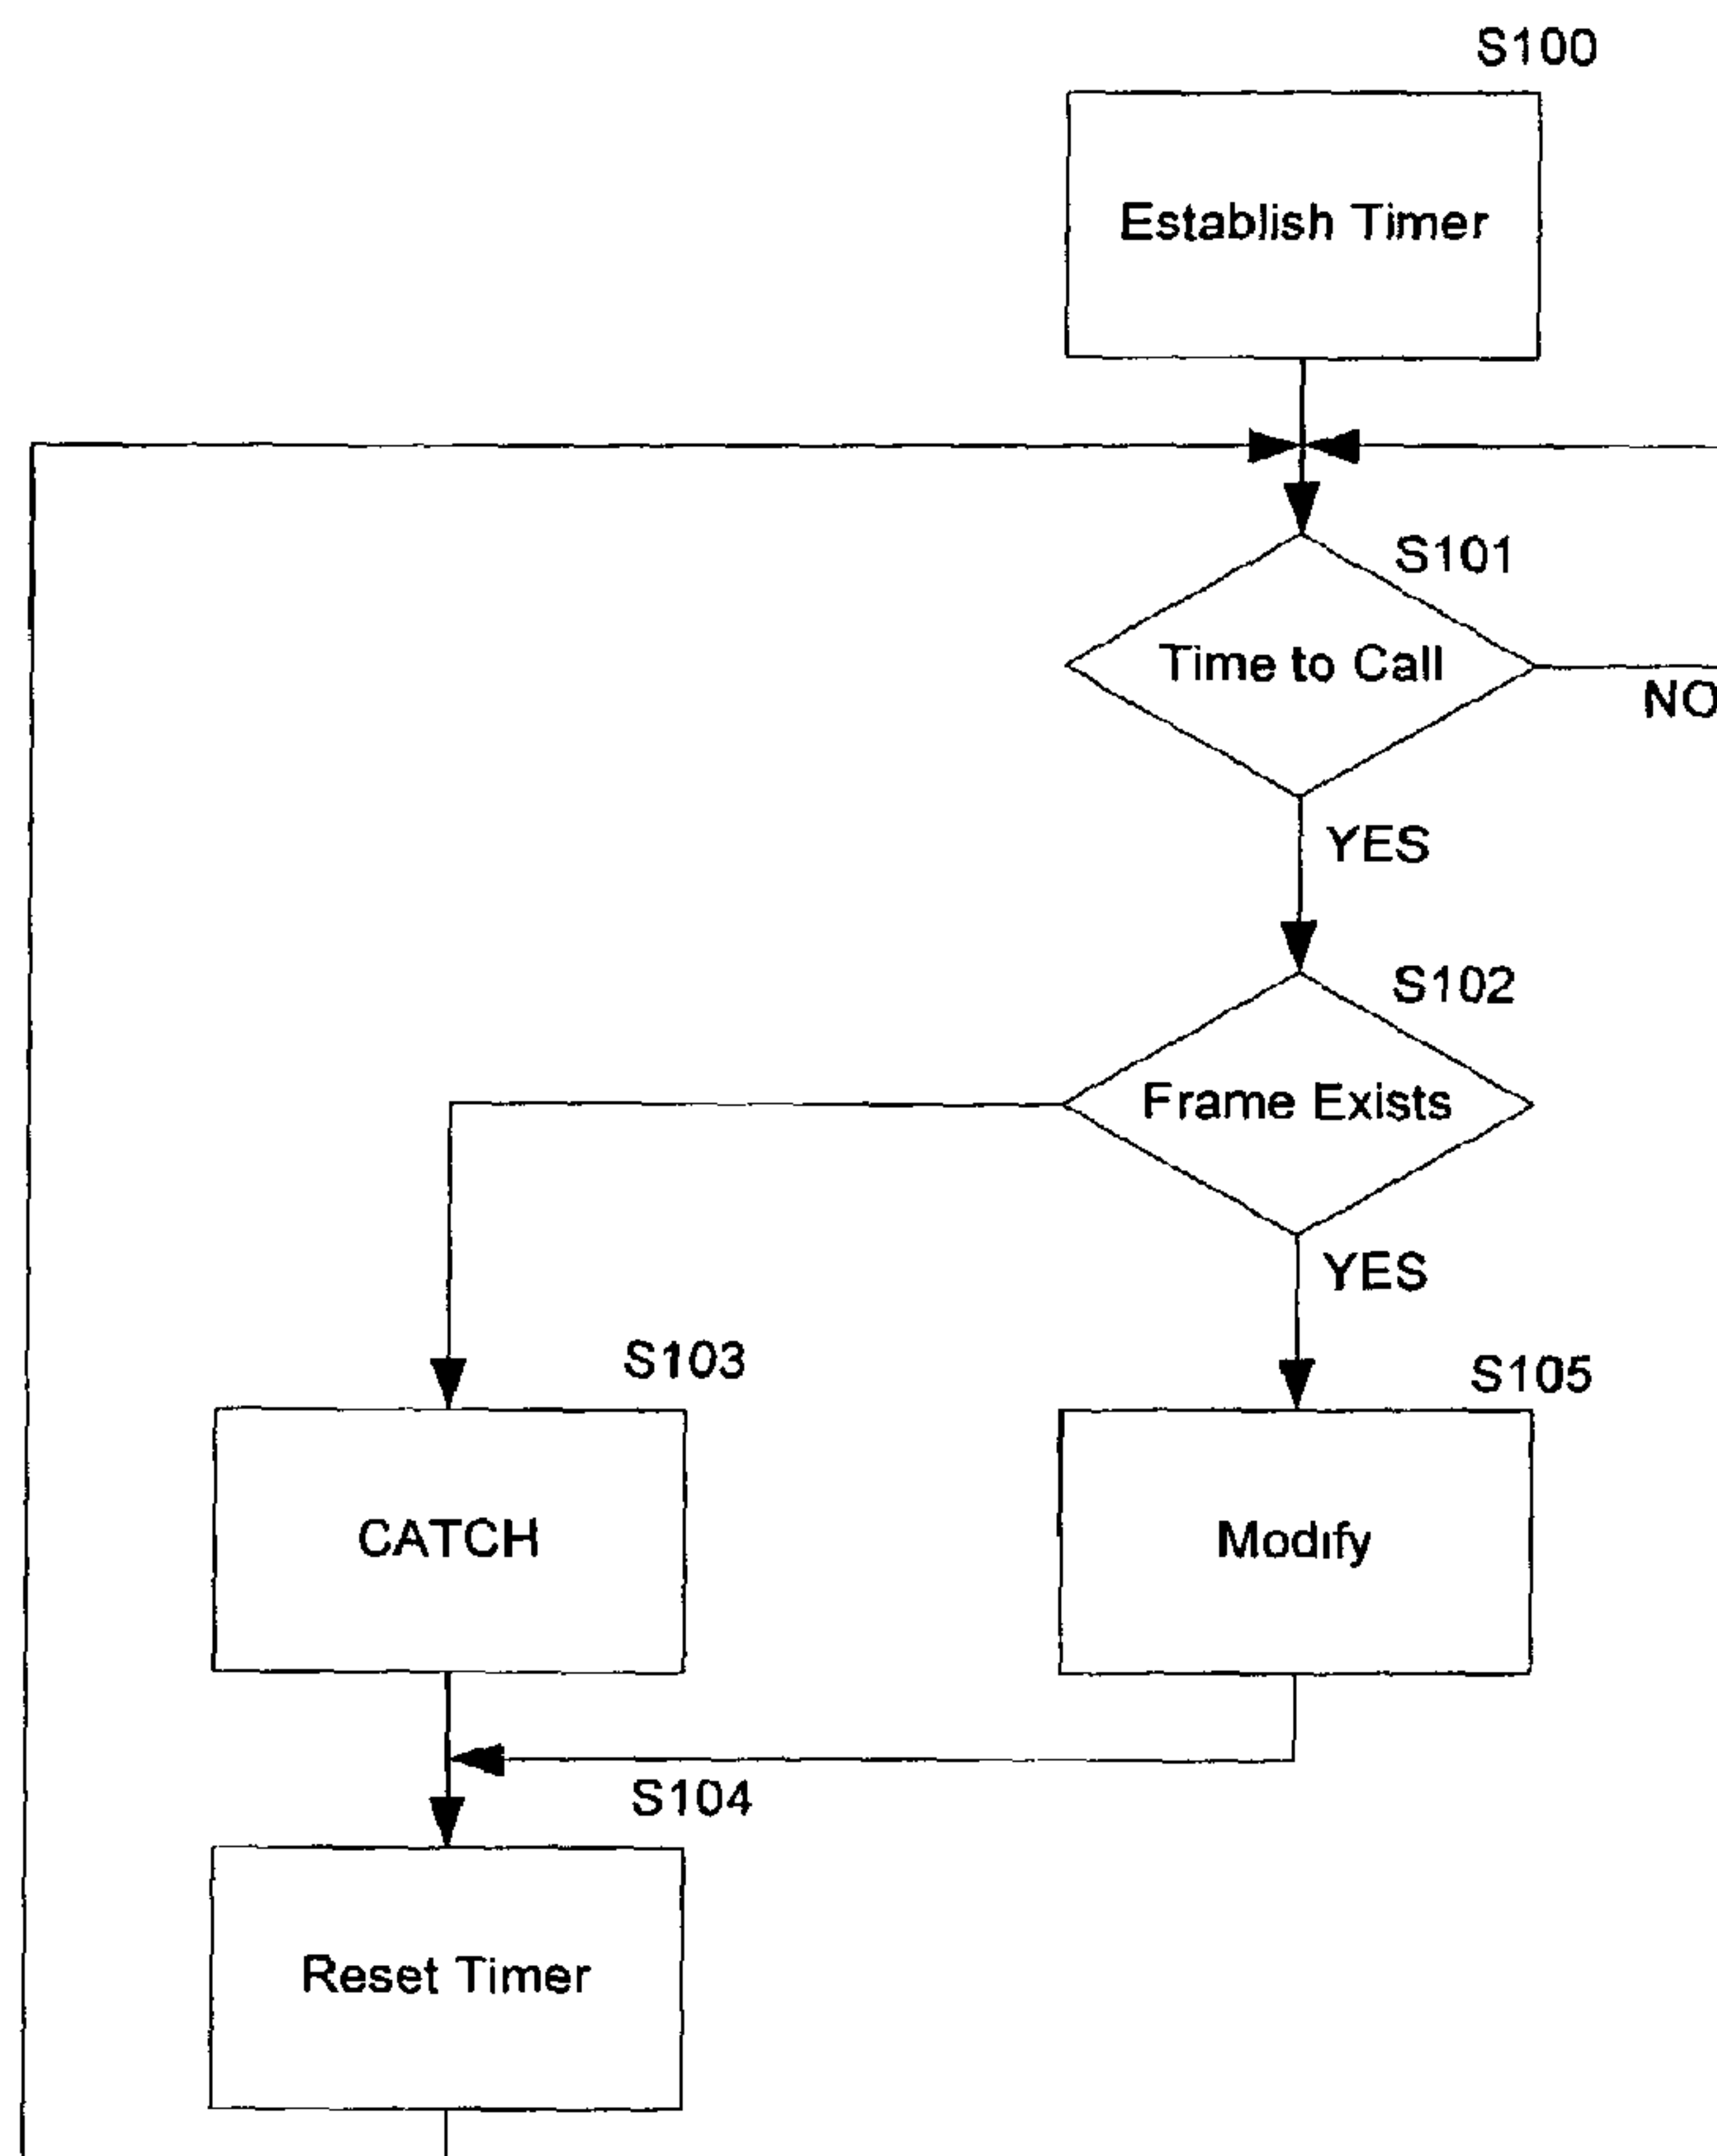 S100
Establish Timer
S101
Time to Call
NO
YES
S102
Frame Exists
YES
S103
S105
CATCH
Modify
S104
Reset Timer